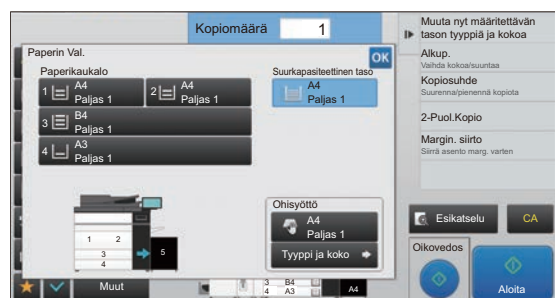 Kopiomäärä 1
Paperin Val.
OK
Paperikaukalo
1 A4
Paljas 1
2 A4
Paljas 1
3 B4
Paljas 1
4 A3
Paljas 1
Suurkapasiteettinen taso
A4
Paljas 1
1 2
3
4
5
Ohisyöttö
A4
Paljas 1
Tyyppi ja koko
Muut
3 B4
4 A3
A4
Muuta nyt määritettävän
tason tyyppiä ja kokoa
Alkup.
Vaihda kokoa/suuntaa
Kopiosuhde
Suurenna/pienennä kopiota
2-Puol.Kopio
Margin. siirto
Siirrä asento marg. varten
Esikatselu
CA
Oikovedos
Aloita